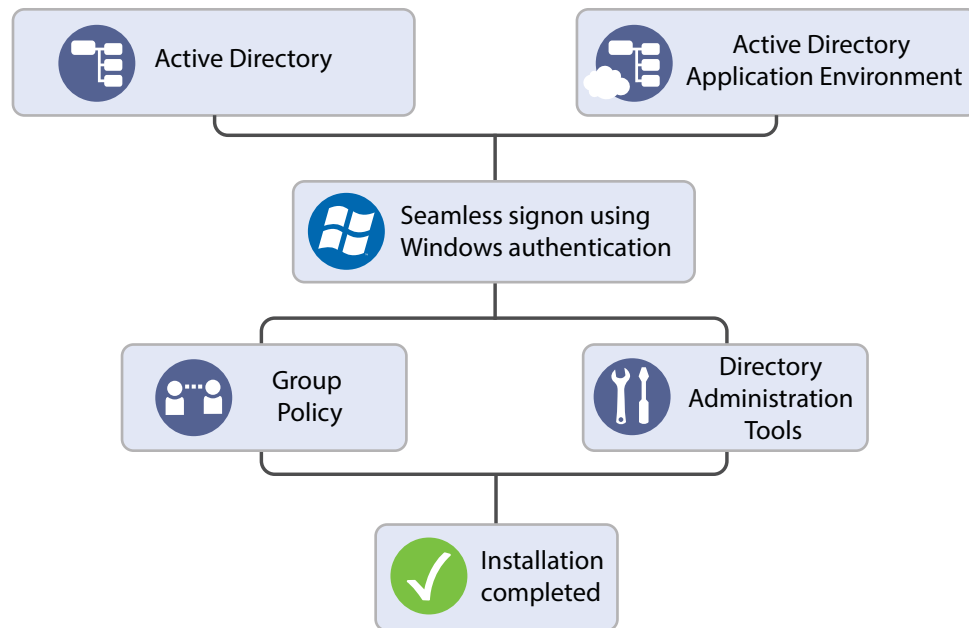 Active Directory
Active Directory
Application Environment
Seamless signon using
Windows authentication
Group
Policy
Directory
Administration
Tools
Installation
completed